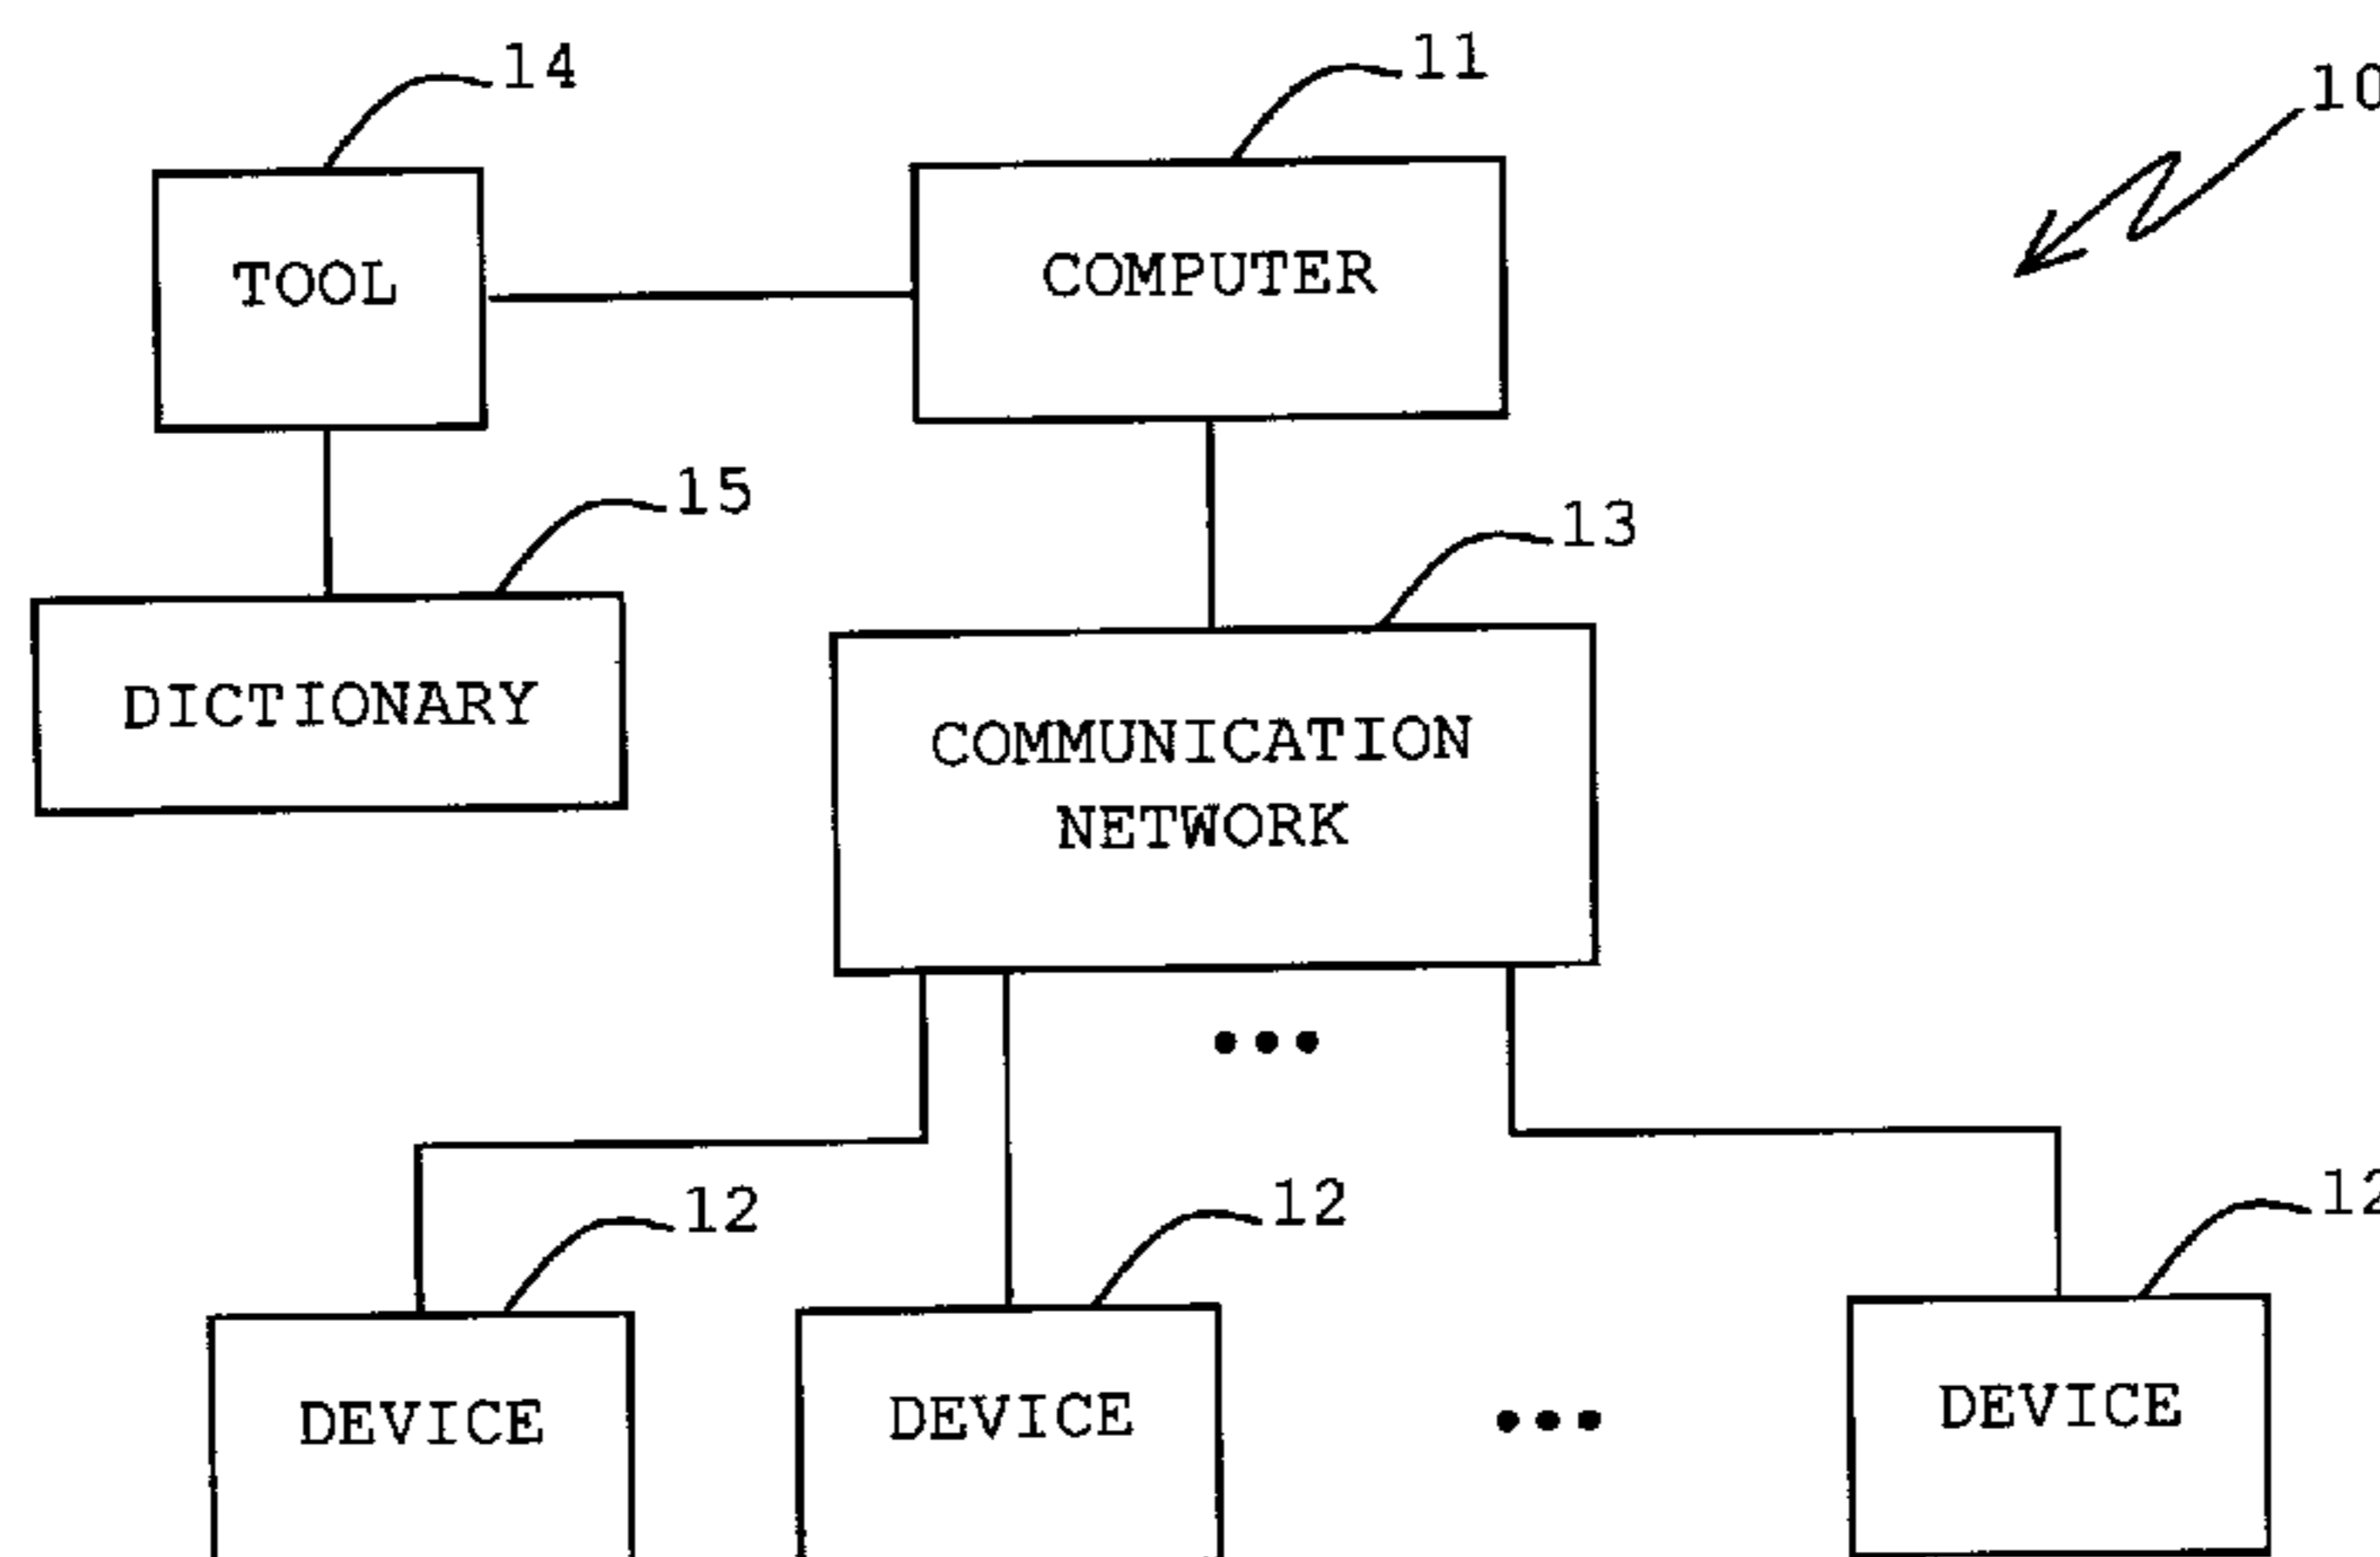 14
11
10
TOOL
COMPUTER
15
13
DICTIONARY
COMMUNICATION
NETWORK
12
12
12
DEVICE
DEVICE
DEVICE